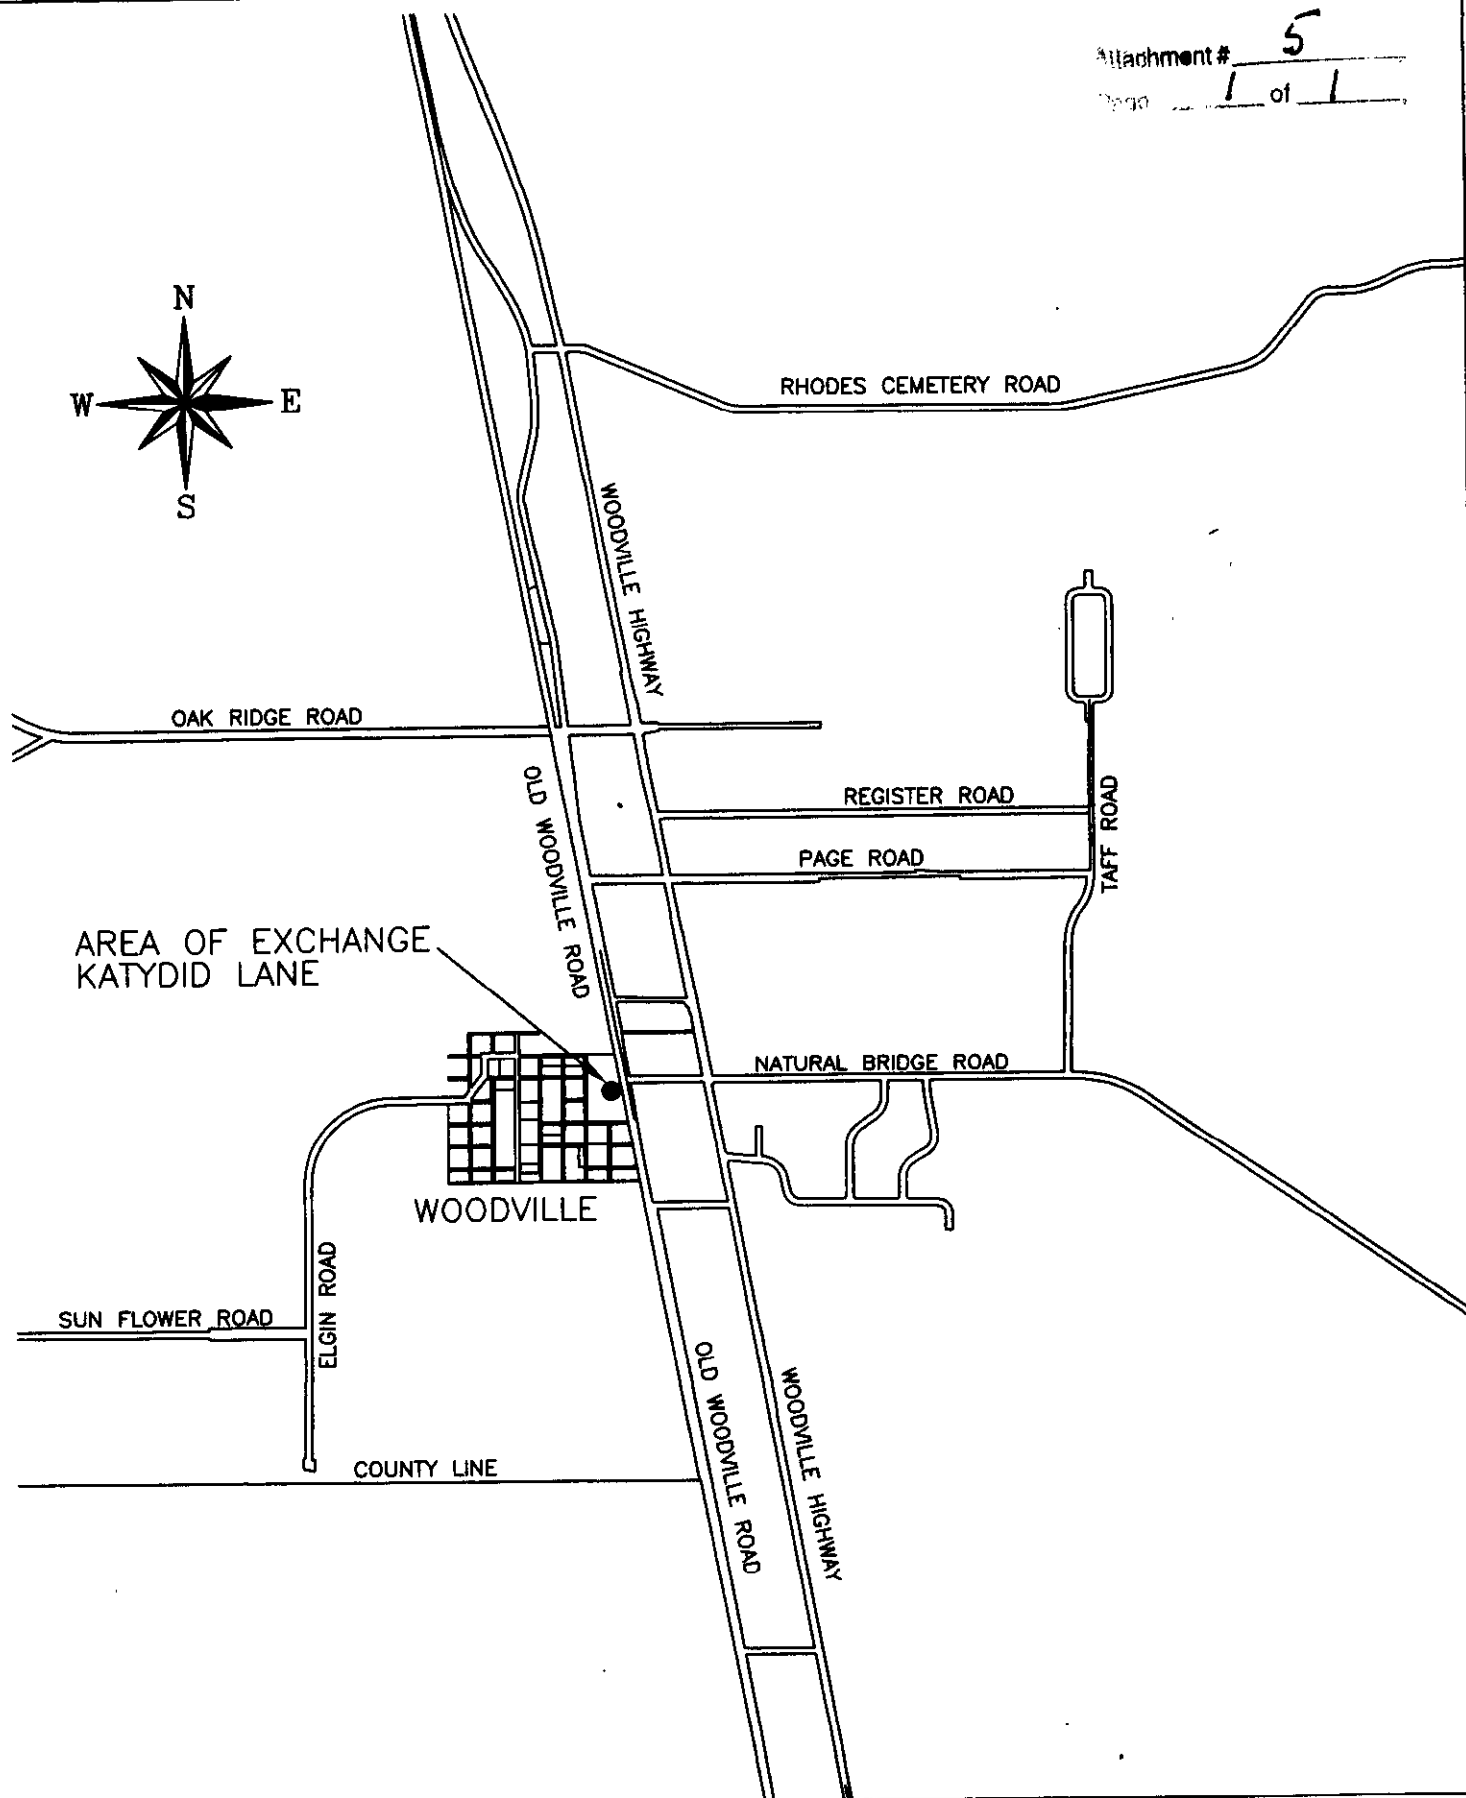 Attachment # 5
Page 1 of 1
N
W E
S
RHODES CEMETERY ROAD
WOODVILLE HIGHWAY
OAK RIDGE ROAD
OLD WOODVILLE ROAD
REGISTER ROAD
TAFF ROAD
PAGE ROAD
AREA OF EXCHANGE
KATYDID LANE
NATURAL BRIDGE ROAD
WOODVILLE
ELGIN ROAD
SUN FLOWER ROAD
OLD WOODVILLE ROAD
WOODVILLE HIGHWAY
COUNTY LINE